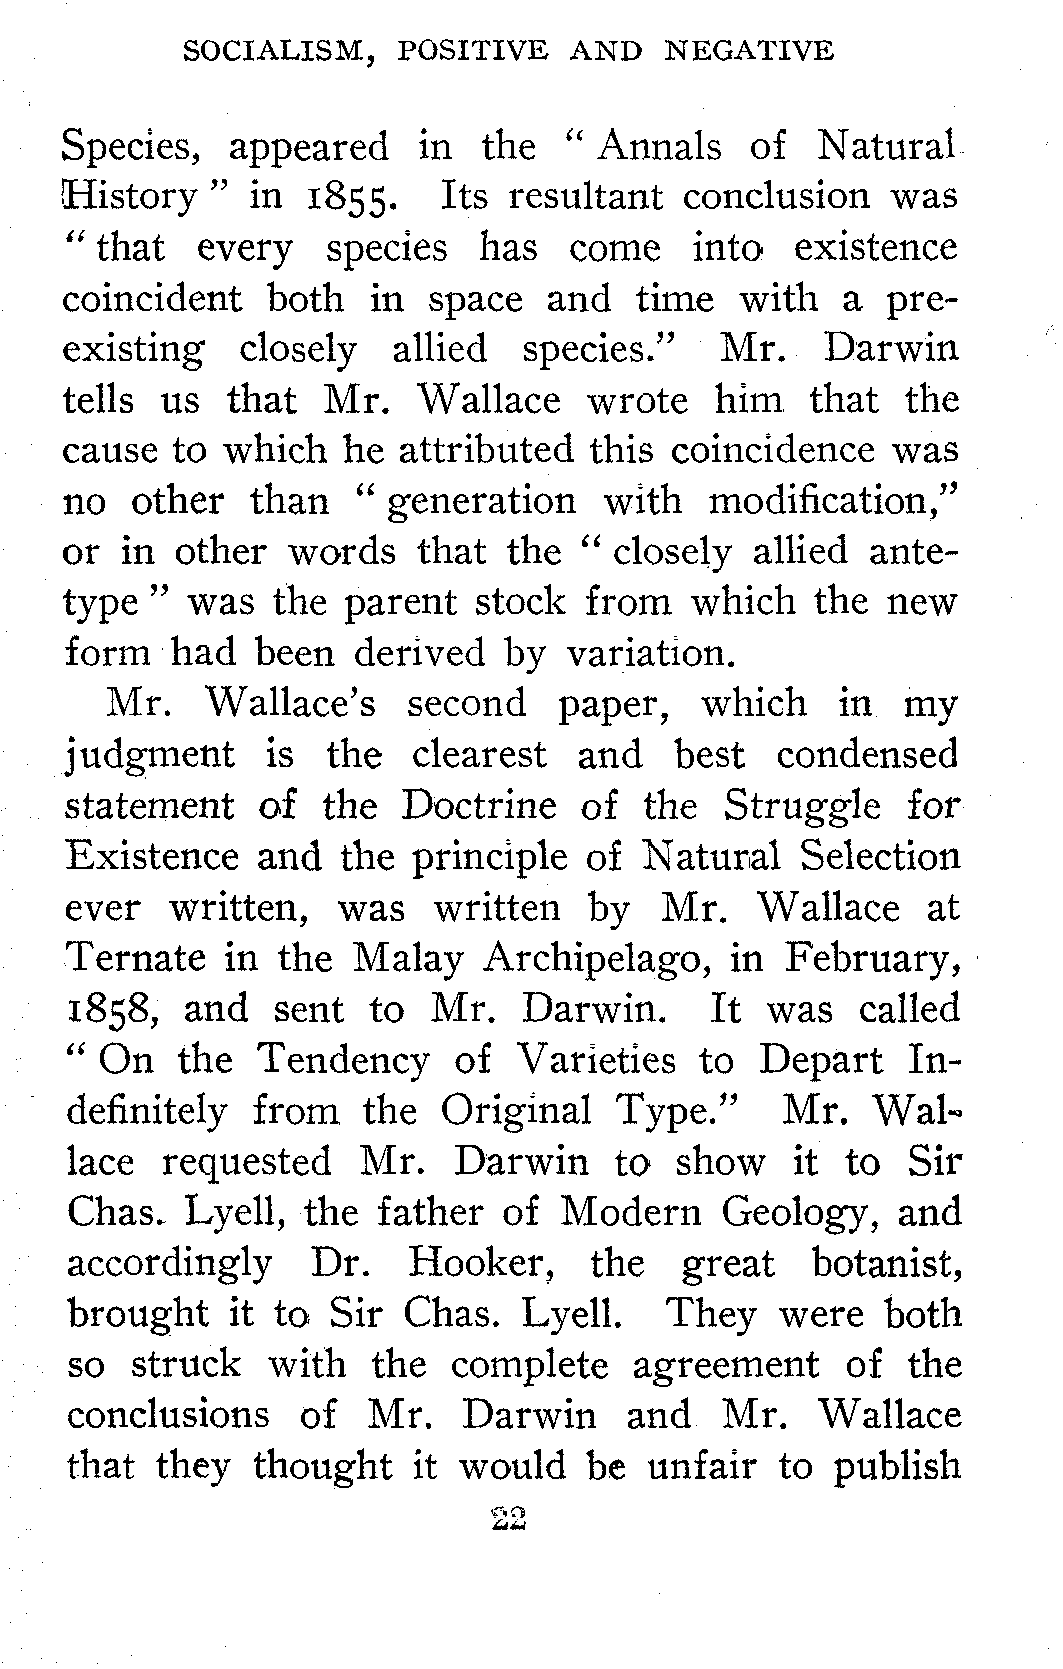 SOCIALISM, POSITIVE AND NEGATIVE
Species, appeared in the “ Annals of Natural
History ” in 1855. Its resultant conclusion was
“ that every species has come into existence
coincident both in space and time with a pre-
existing closely allied species.” Mr. Darwin
tells us that Mr. Wallace wrote him that the
cause to which he attributed this coincidence was
no other than “ generation with modification,”
or in other words that the “ closely allied ante-
type ” was the parent stock from which the new
form had been derived by variation.
Mr. Wallace’s second paper, which in my
judgment is the clearest and best condensed
statement of the Doctrine of the Struggle for
Existence and the principle of Natural Selection
ever written, was written by Mr. Wallace at
Ternate in the Malay Archipelago, in February,
1858, and sent to Mr. Darwin. It was called
“ On the Tendency of Varieties to Depart In-
definitely from the Original Type.” Mr. Wal-
lace requested Mr. Darwin to show it to Sir
Chas. Lyell, the father of Modern Geology, and
accordingly Dr. Hooker, the great botanist,
brought it to Sir Chas. Lyell. They were both
so struck with the complete agreement of the
conclusions of Mr. Darwin and Mr. Wallace
that they thought it would be unfair to publish
22